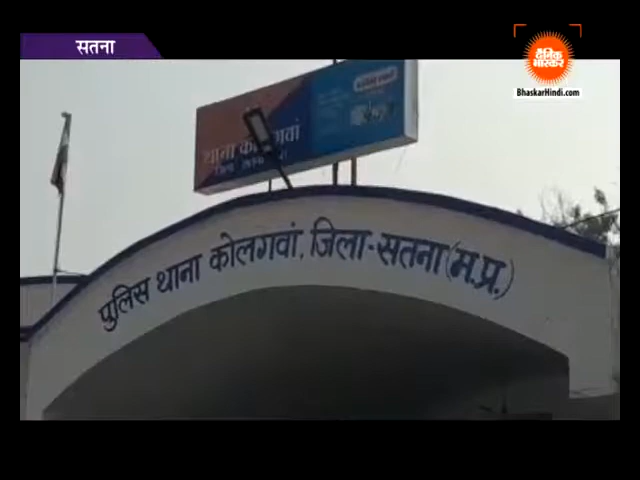 सतना
दैनिक
भास्कर
BhaskarHindi.com
थाना कोलगवां
जिला
पुलिस थाना कोलगवां, जिला-सतना (म.प्र.)